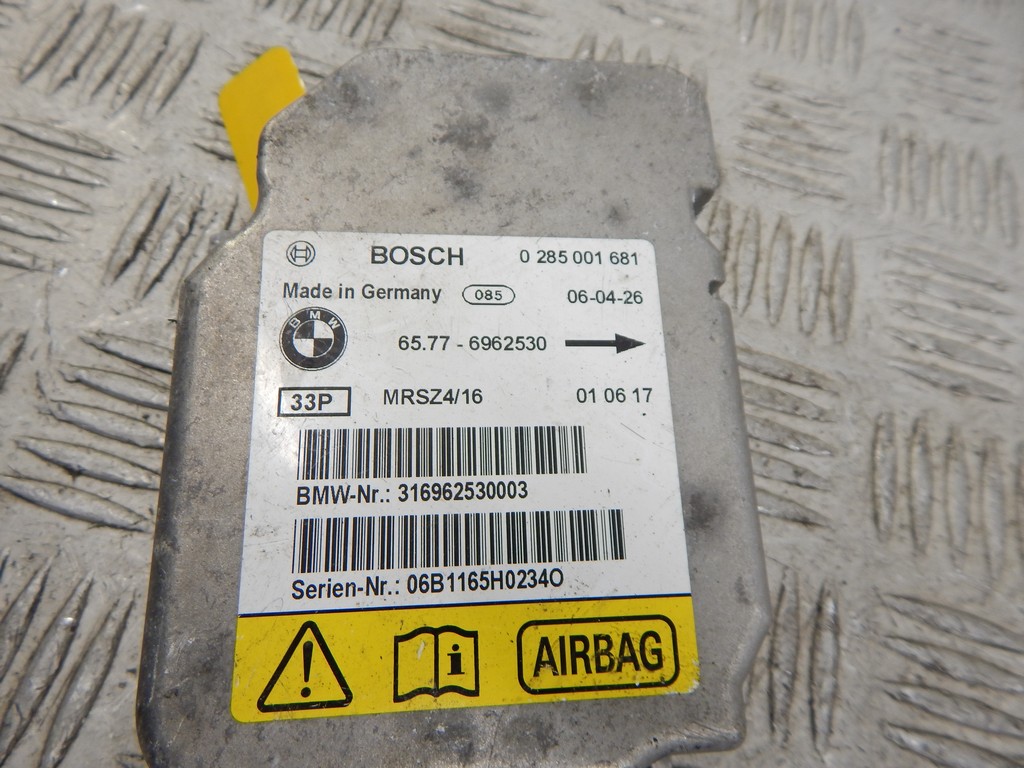 BOSCH 0 285 001 681
Made in Germany 085 06-04-26
BMW 65.77 - 6962530
33P MRSZ4/16 01 06 17
BMW-Nr.: 316962530003
Serien-Nr.: 06B1165H0234O
i AIRBAG